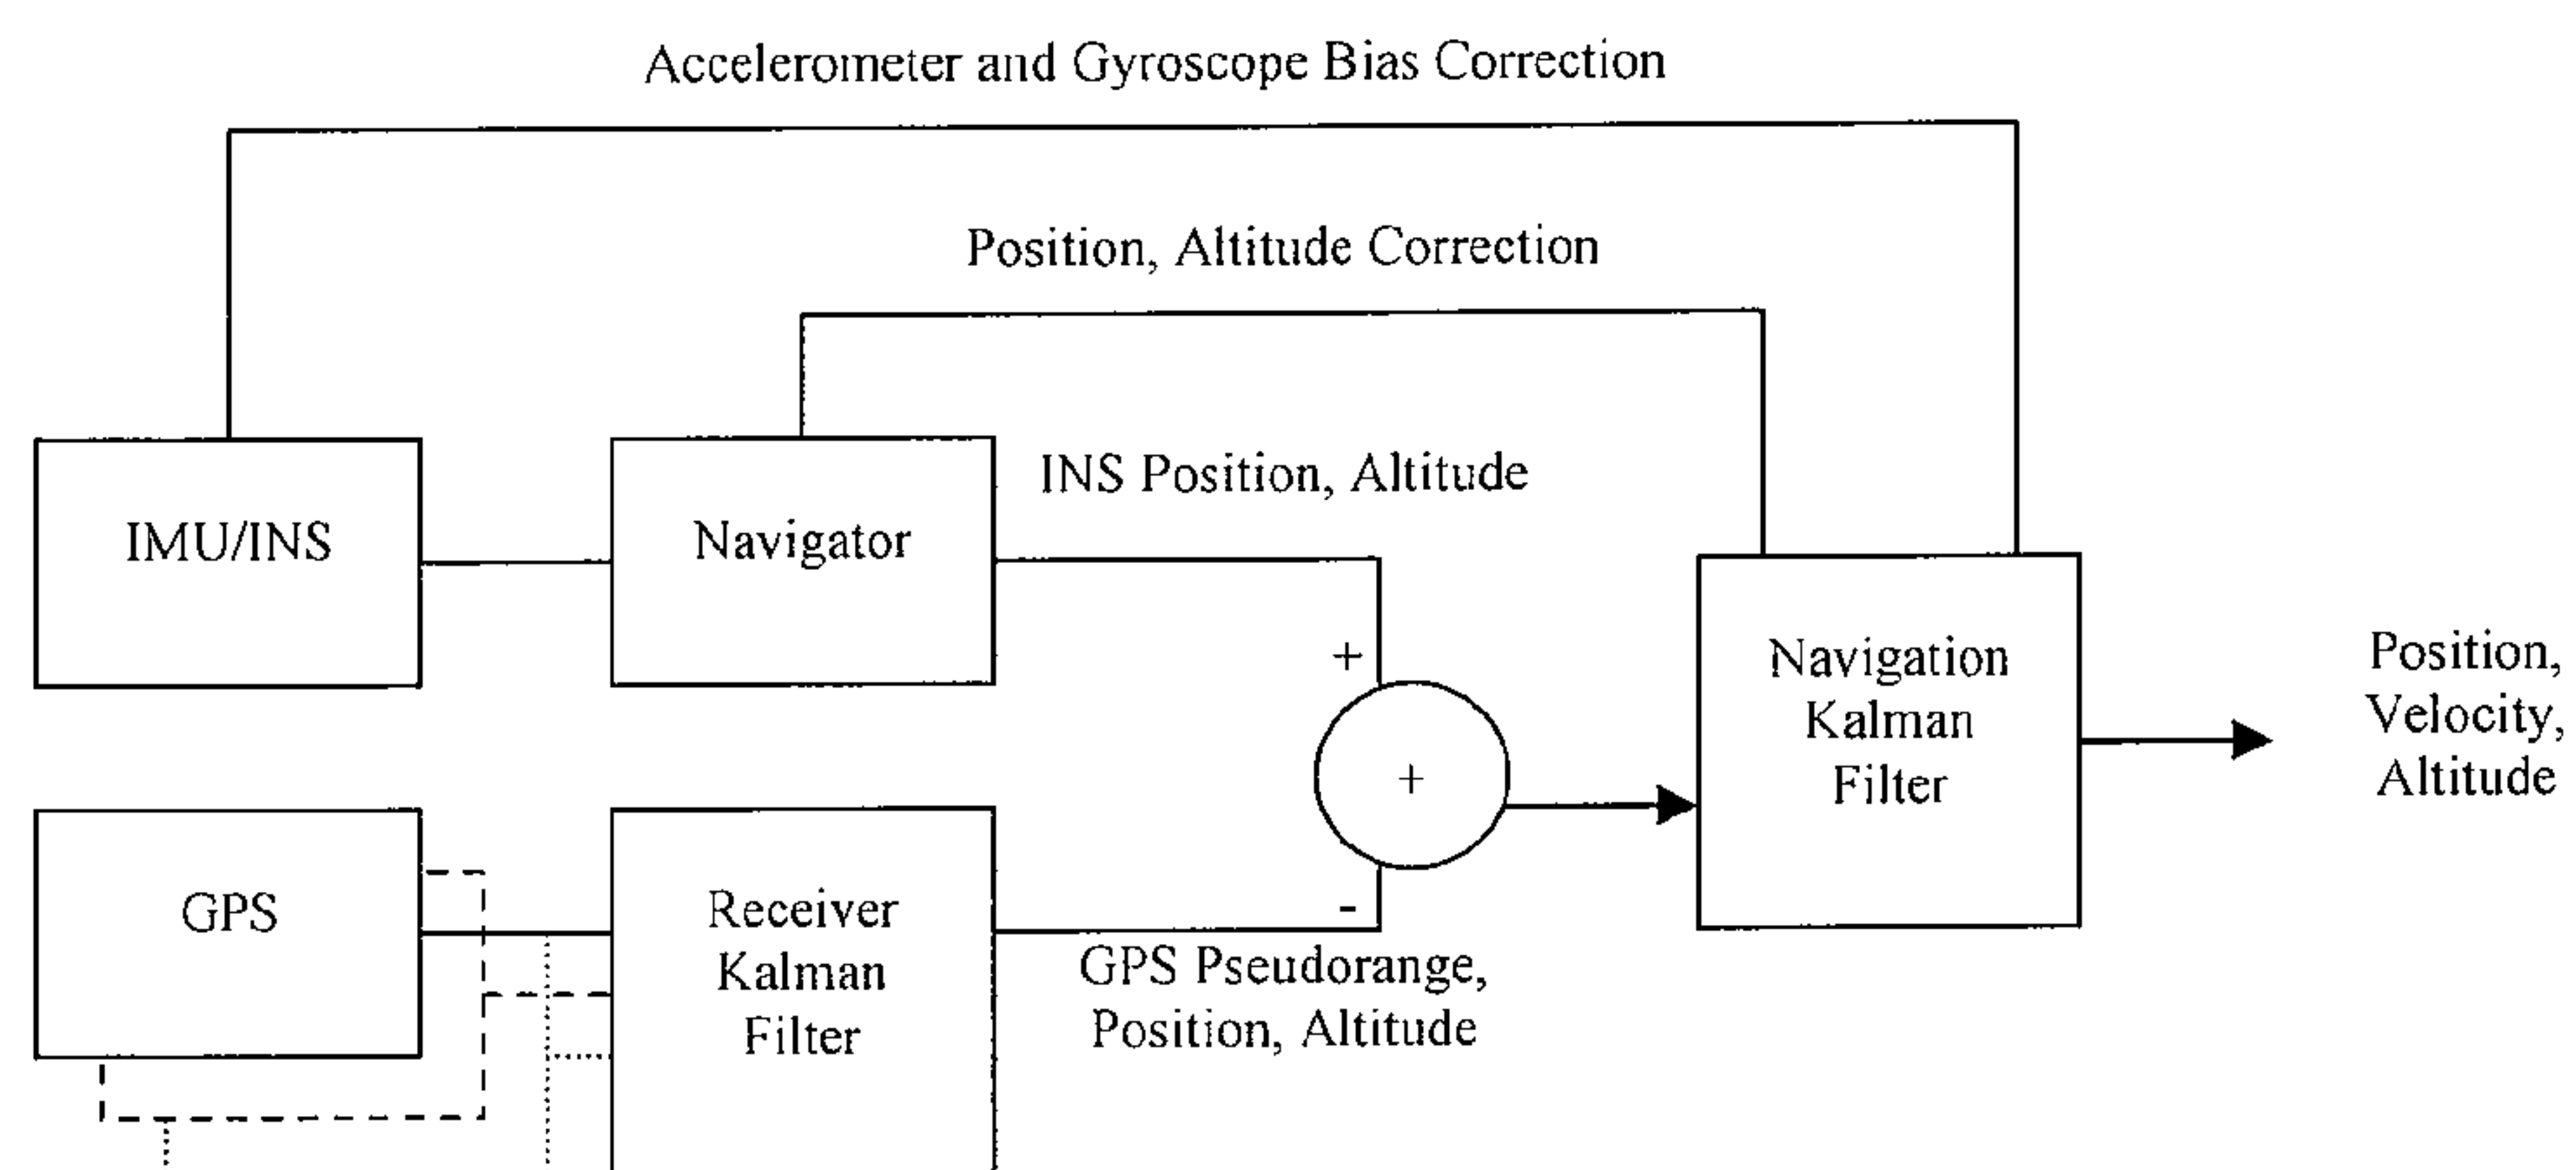 Accelerometer and Gyroscope Bias Correction
Position, Altitude Correction
INS Position, Altitude
IMU/INS
Navigator
+
Navigation
Kalman
Filter
Position,
Velocity,
Altitude
+
GPS
Receiver
Kalman
Filter
-
GPS Pseudorange,
Position, Altitude